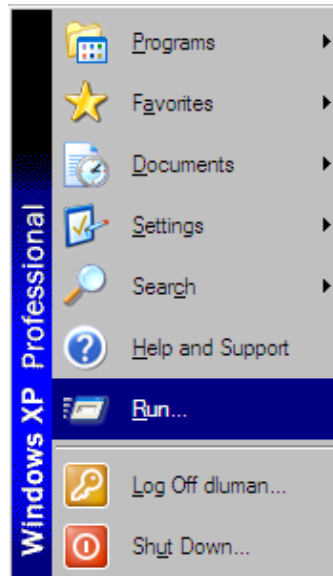 Programs
Favorites
Documents
Settings
Search
Help and Support
Run...
Log Off dluman...
Shut Down...
Windows XP Professional